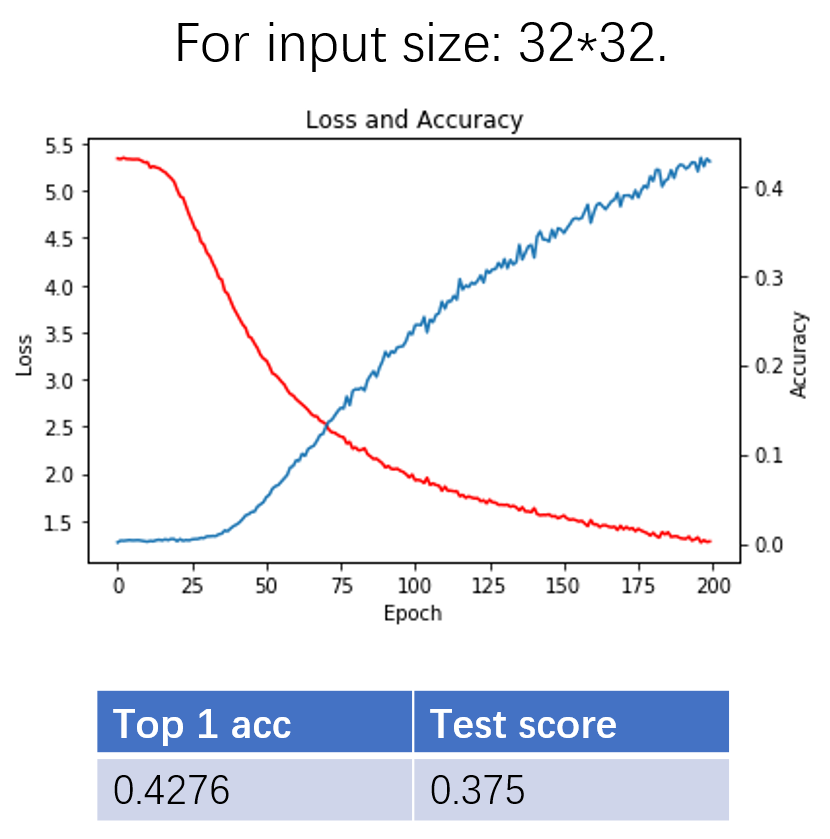 For input size: 32*32.
Loss and Accuracy
5.5
5.0
4.5
4.0
3.5
3.0
2.5
2.0
1.5
Loss
0.4
0.3
0.2
0.1
0.0
Accuracy
0 25 50 75 100 125 150 175 200
Epoch
Top 1 acc Test score
0.4276 0.375